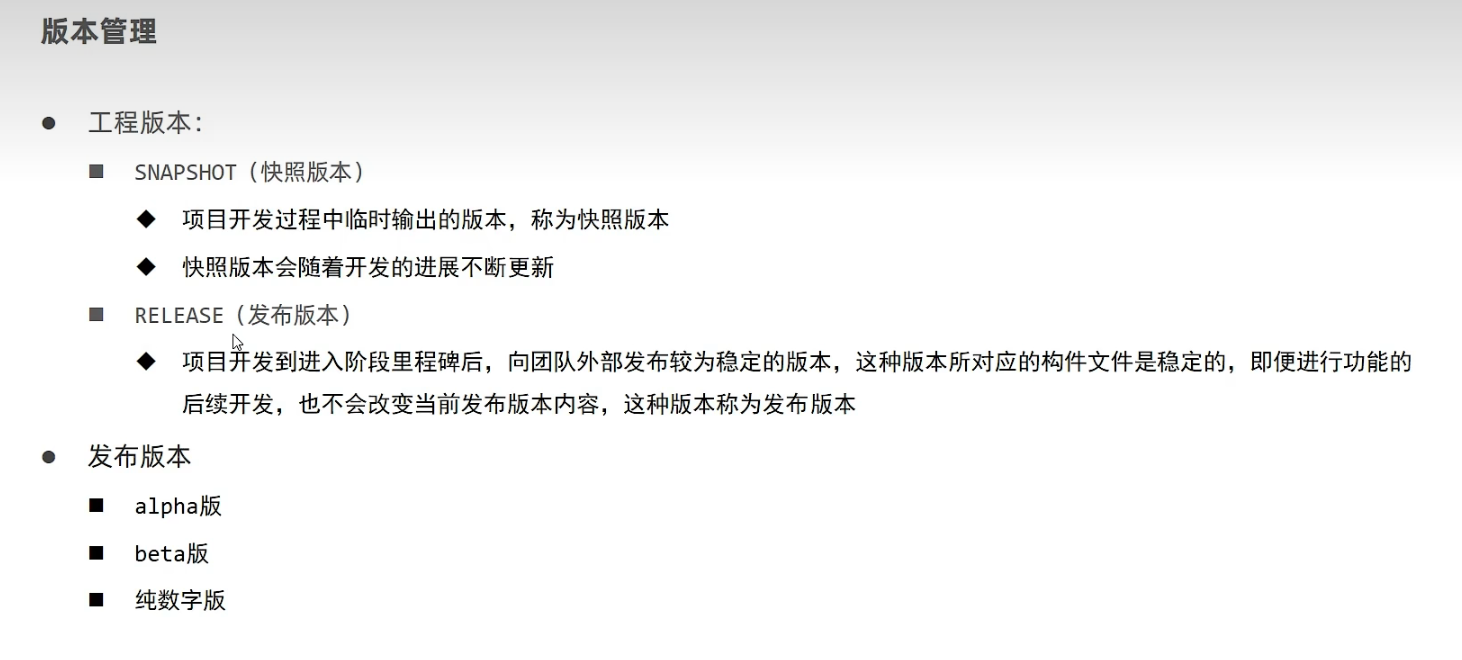 版本管理
● 工程版本:
■ SNAPSHOT（快照版本）
◆ 项目开发过程中临时输出的版本，称为快照版本
◆ 快照版本会随着开发的进展不断更新
■ RELEASE（发布版本）
◆ 项目开发到进入阶段里程碑后，向团队外部发布较为稳定的版本，这种版本所对应的构件文件是稳定的，即便进行功能的
后续开发，也不会改变当前发布版本内容，这种版本称为发布版本
● 发布版本
■ alpha版
■ beta版
■ 纯数字版